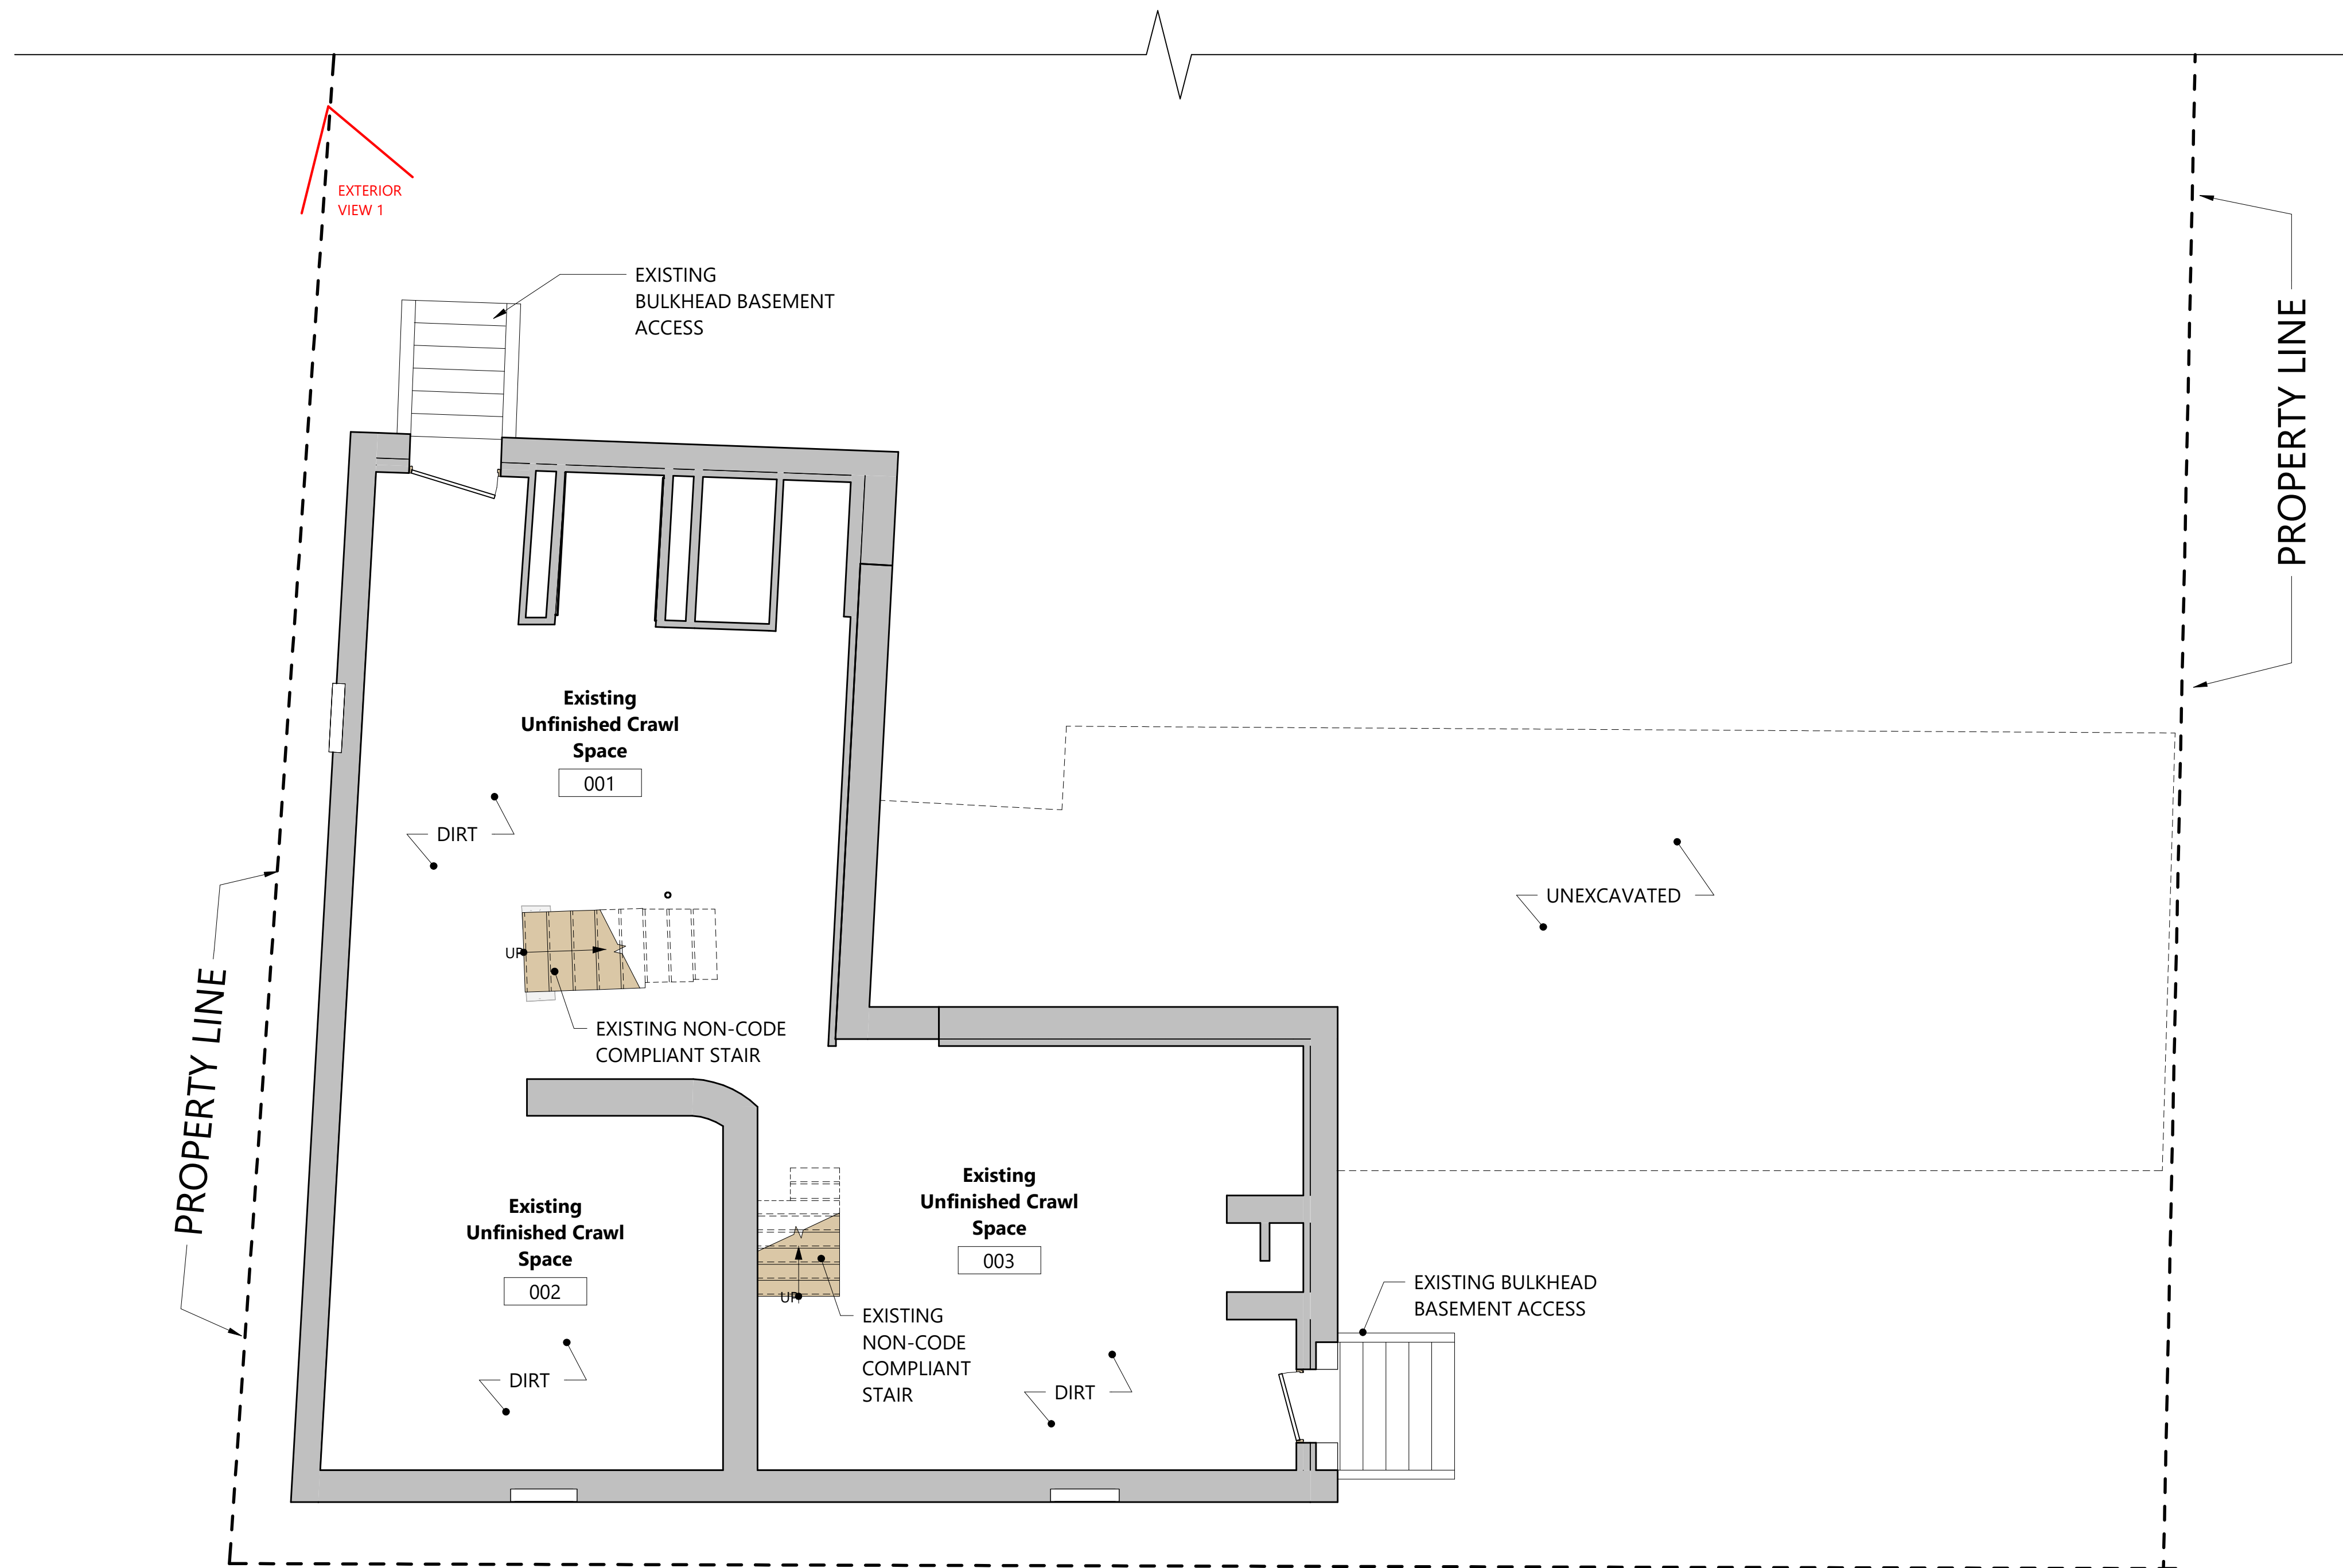 EXTERIOR
VIEW 1
EXISTING
BULKHEAD BASEMENT
ACCESS
PROPERTY LINE
Existing
Unfinished Crawl
Space
001
DIRT
UNEXCAVATED
UP
EXISTING NON-CODE
COMPLIANT STAIR
PROPERTY LINE
Existing
Unfinished Crawl
Space
002
DIRT
Existing
Unfinished Crawl
Space
003
UP
EXISTING
NON-CODE
COMPLIANT
STAIR
DIRT
EXISTING BULKHEAD
BASEMENT ACCESS